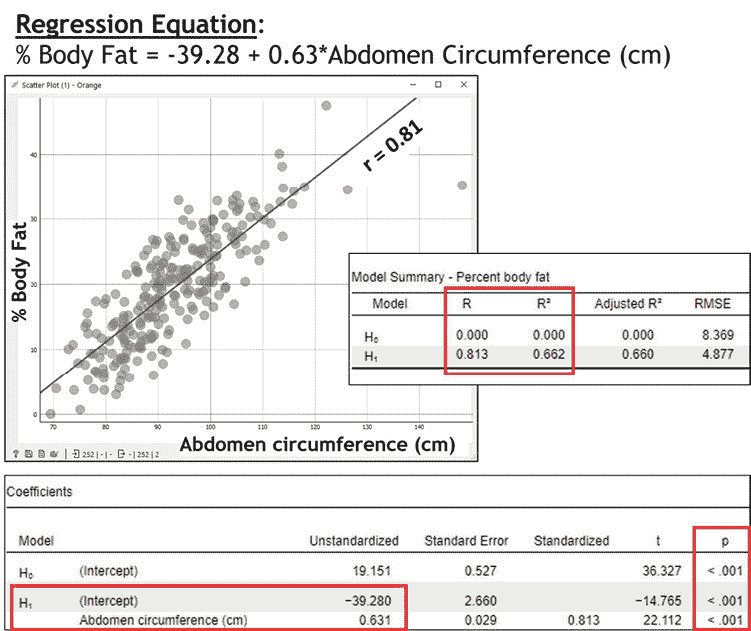 Regression Equation:
% Body Fat = -39.28 + 0.63*Abdomen Circumference (cm)
Scatter Plot (1) - Orange
r = 0.81
% Body Fat
40
30
20
10
0
70 80 90 100 110 120 130 140
Abdomen circumference (cm)
252 | - | - 252 | 2
Model Summary - Percent body fat
Model R R² Adjusted R² RMSE
H₀ 0.000 0.000 0.000 8.369
H₁ 0.813 0.662 0.660 4.877
Coefficients
Model Unstandardized Standard Error Standardized t p
H₀ (Intercept) 19.151 0.527 36.327 < .001
H₁ (Intercept) −39.280 2.660 −14.765 < .001
Abdomen circumference (cm) 0.631 0.029 0.813 22.112 < .001